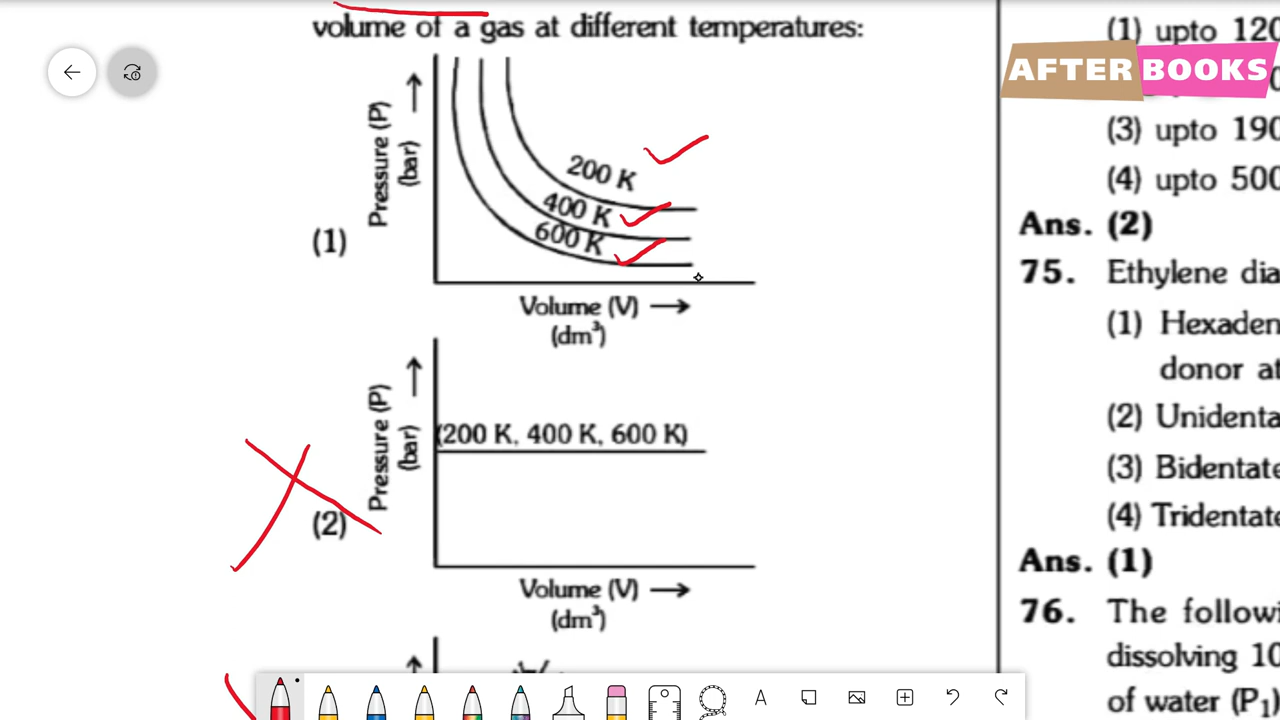 volume of a gas at different temperatures:
Pressure (P)
(bar)
200 K
400 K
600 K
(1)
Volume (V)
(dm³)
Pressure (P)
(bar)
(200 K, 400 K, 600 K)
(2)
Volume (V)
(dm³)
(1) upto 120
AFTER BOOKS
(3) upto 190
(4) upto 500
Ans. (2)
75. Ethylene dia
(1) Hexaden
donor at
(2) Unidenta
(3) Bidentate
(4) Tridentate
Ans. (1)
76. The followi
dissolving 10
of water (P₁)
A